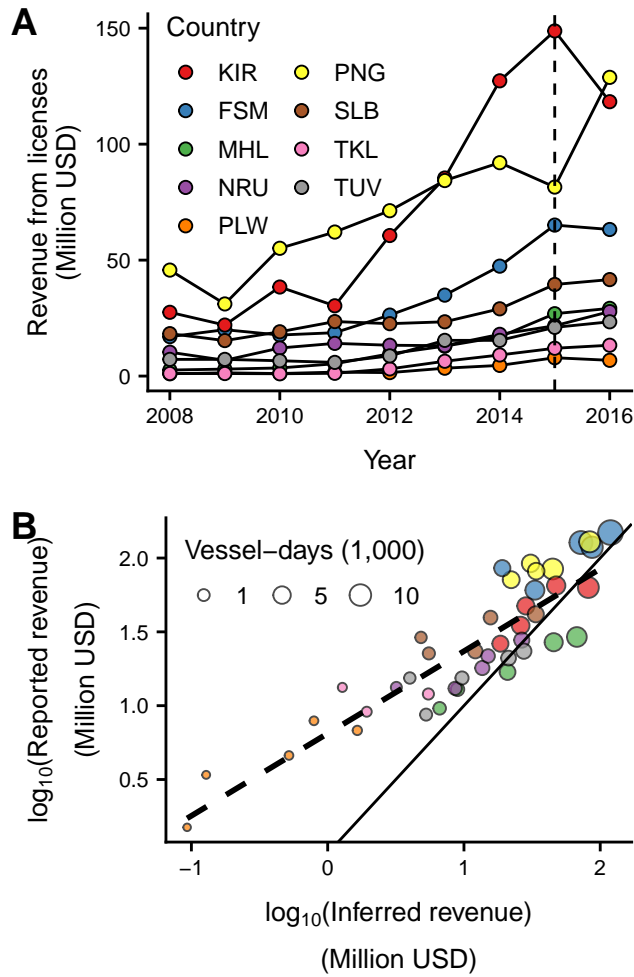 A
Country
KIR PNG
FSM SLB
MHL TKL
NRU TUV
PLW
Revenue from licenses
(Million USD)
150
100
50
0
2008 2010 2012 2014 2016
Year
B
Vessel−days (1,000)
1 5 10
log₁₀(Reported revenue)
(Million USD)
2.0
1.5
1.0
0.5
−1 0 1 2
log₁₀(Inferred revenue)
(Million USD)